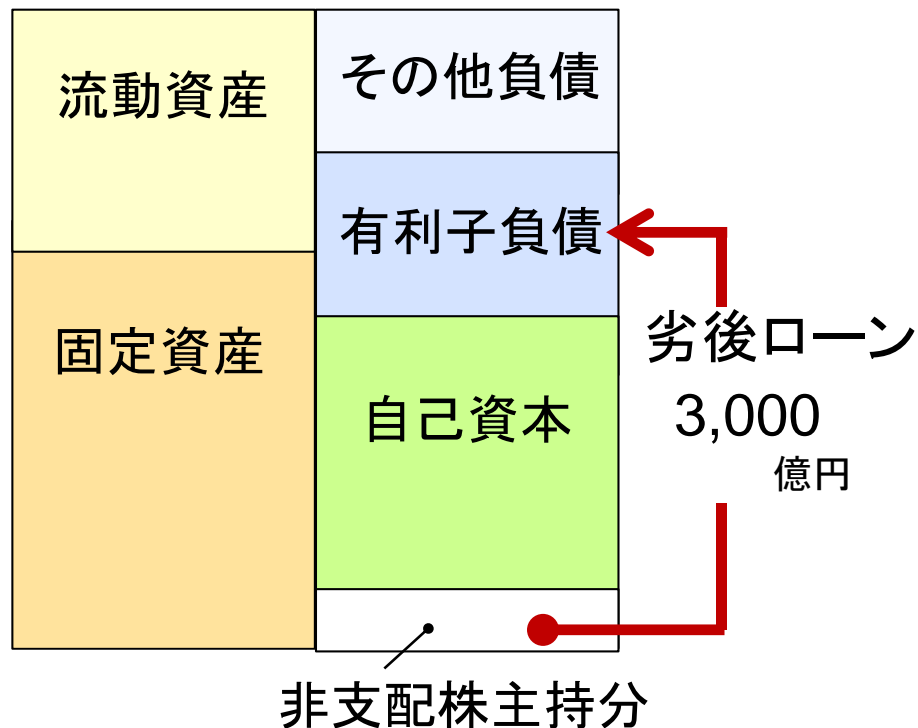 流動資産
その他負債
有利子負債
固定資産
自己資本
劣後ローン
3,000
億円
非支配株主持分